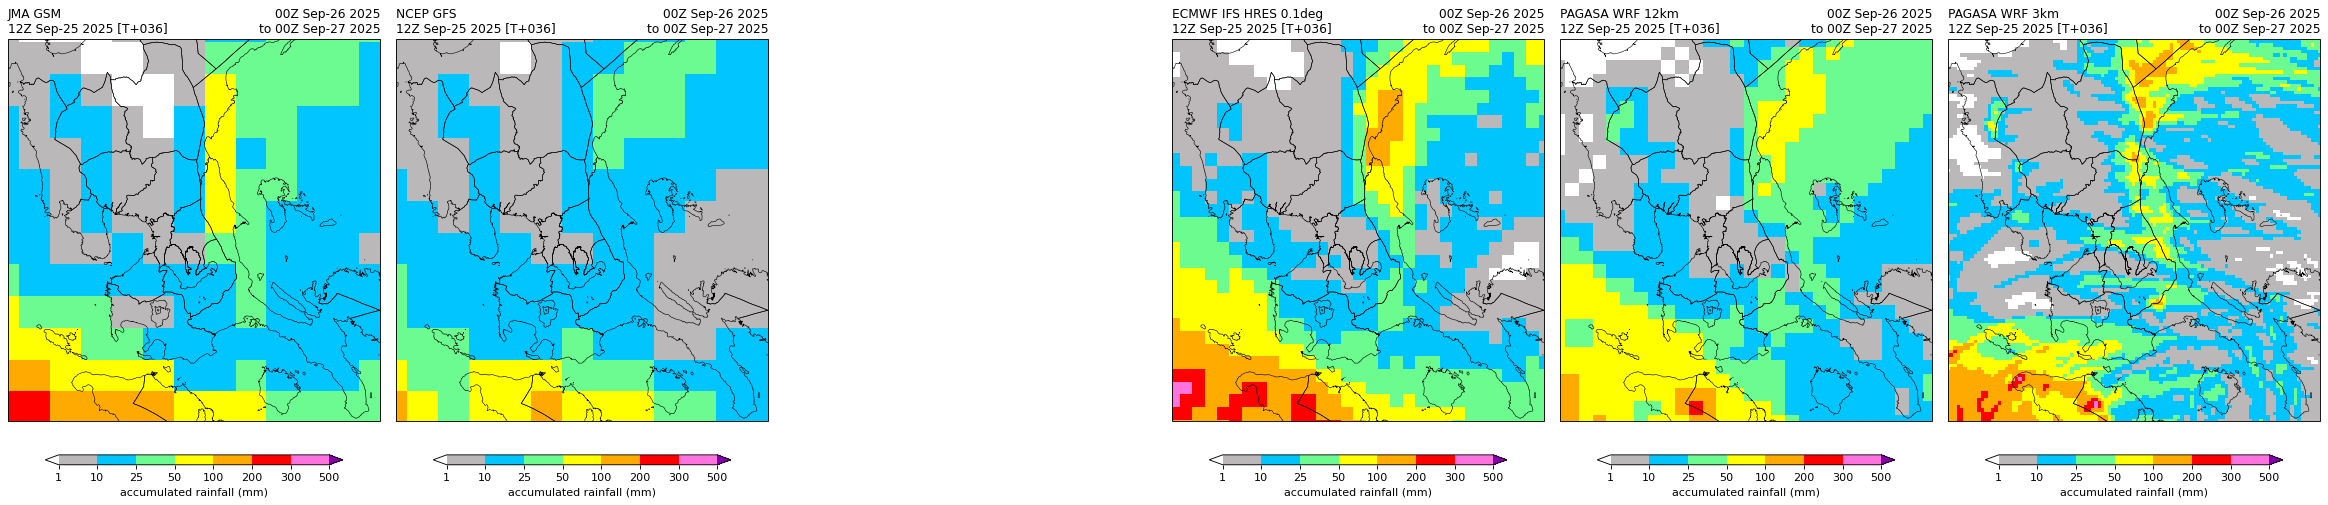 JMA GSM 00Z Sep-26 2025
12Z Sep-25 2025 [T+036] to 00Z Sep-27 2025
1 10 25 50 100 200 300 500
accumulated rainfall (mm)
NCEP GFS 00Z Sep-26 2025
12Z Sep-25 2025 [T+036] to 00Z Sep-27 2025
1 10 25 50 100 200 300 500
accumulated rainfall (mm)
ECMWF IFS HRES 0.1deg 00Z Sep-26 2025
12Z Sep-25 2025 [T+036] to 00Z Sep-27 2025
1 10 25 50 100 200 300 500
accumulated rainfall (mm)
PAGASA WRF 12km 00Z Sep-26 2025
12Z Sep-25 2025 [T+036] to 00Z Sep-27 2025
1 10 25 50 100 200 300 500
accumulated rainfall (mm)
PAGASA WRF 3km 00Z Sep-26 2025
12Z Sep-25 2025 [T+036] to 00Z Sep-27 2025
1 10 25 50 100 200 300 500
accumulated rainfall (mm)